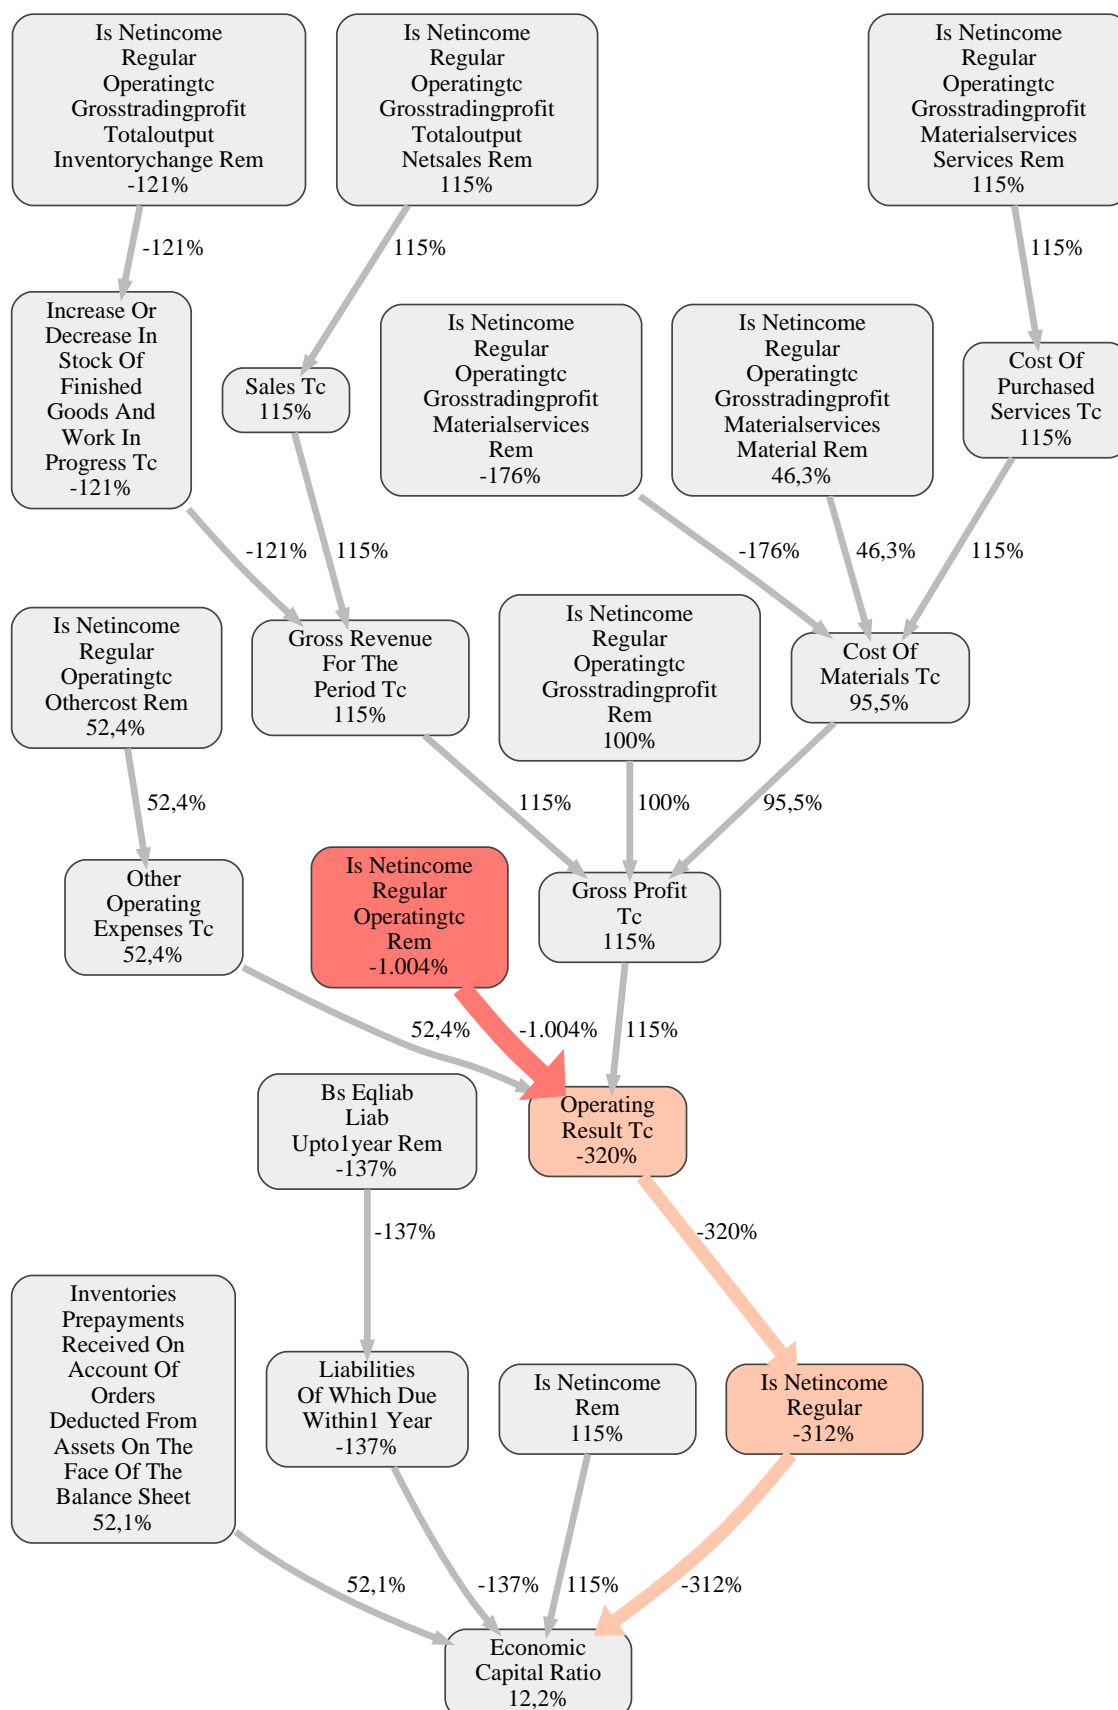 Is Netincome
Regular
Operatingtc
Grosstradingprofit
Totaloutput
Inventorychange Rem
-121%
Is Netincome
Regular
Operatingtc
Grosstradingprofit
Totaloutput
Netsales Rem
115%
Is Netincome
Regular
Operatingtc
Grosstradingprofit
Materialservices
Services Rem
115%
-121%
115%
115%
Increase Or
Decrease In
Stock Of
Finished
Goods And
Work In
Progress Tc
-121%
Sales Tc
115%
Is Netincome
Regular
Operatingtc
Grosstradingprofit
Materialservices
Rem
-176%
Is Netincome
Regular
Operatingtc
Grosstradingprofit
Materialservices
Material Rem
46,3%
Cost Of
Purchased
Services Tc
115%
-121%
115%
-176%
46,3%
115%
Is Netincome
Regular
Operatingtc
Othercost Rem
52,4%
Gross Revenue
For The
Period Tc
115%
Is Netincome
Regular
Operatingtc
Grosstradingprofit
Rem
100%
Cost Of
Materials Tc
95,5%
52,4%
115%
100%
95,5%
Other
Operating
Expenses Tc
52,4%
Is Netincome
Regular
Operatingtc
Rem
-1.004%
Gross Profit
Tc
115%
52,4%
-1.004%
115%
Bs Eqliab
Liab
Upto1year Rem
-137%
Operating
Result Tc
-320%
-137%
-320%
Inventories
Prepayments
Received On
Account Of
Orders
Deducted From
Assets On The
Face Of The
Balance Sheet
52,1%
Liabilities
Of Which Due
Within1 Year
-137%
Is Netincome
Rem
115%
Is Netincome
Regular
-312%
52,1%
-137%
115%
-312%
Economic
Capital Ratio
12,2%